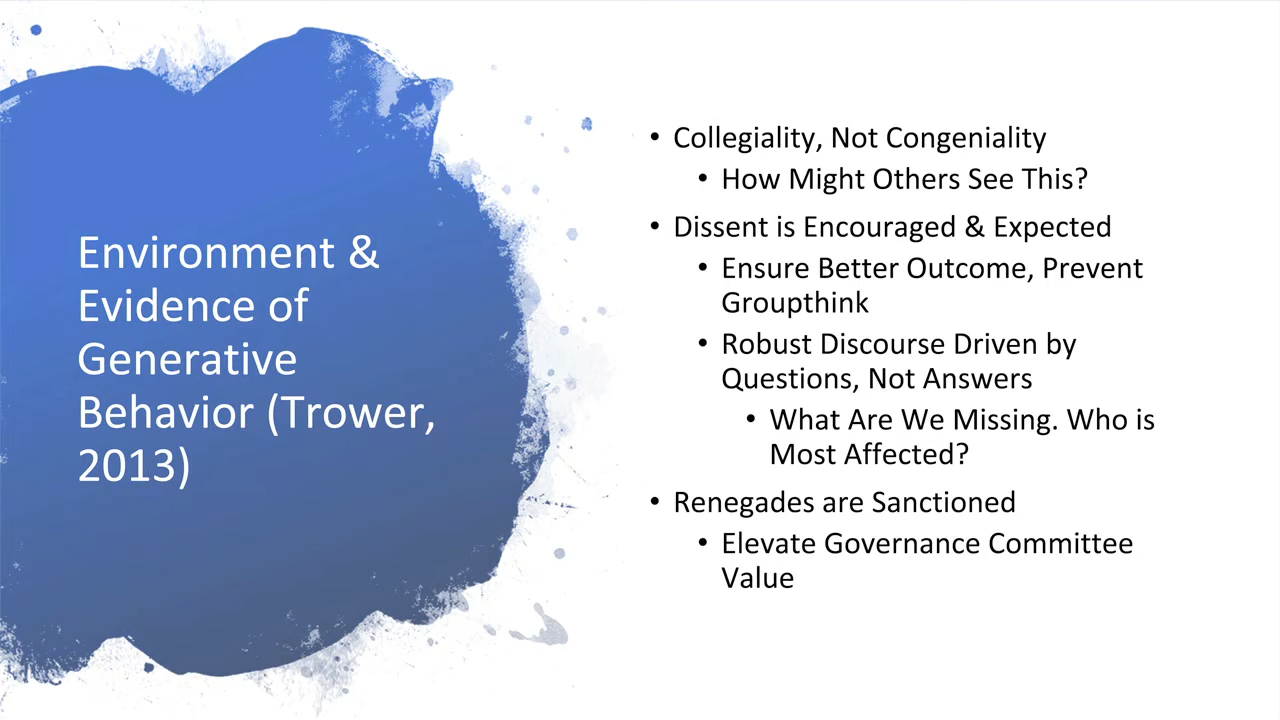 Environment &
Evidence of
Generative
Behavior (Trower,
2013)
• Collegiality, Not Congeniality
• How Might Others See This?
• Dissent is Encouraged & Expected
• Ensure Better Outcome, Prevent
Groupthink
• Robust Discourse Driven by
Questions, Not Answers
• What Are We Missing. Who is
Most Affected?
• Renegades are Sanctioned
• Elevate Governance Committee
Value